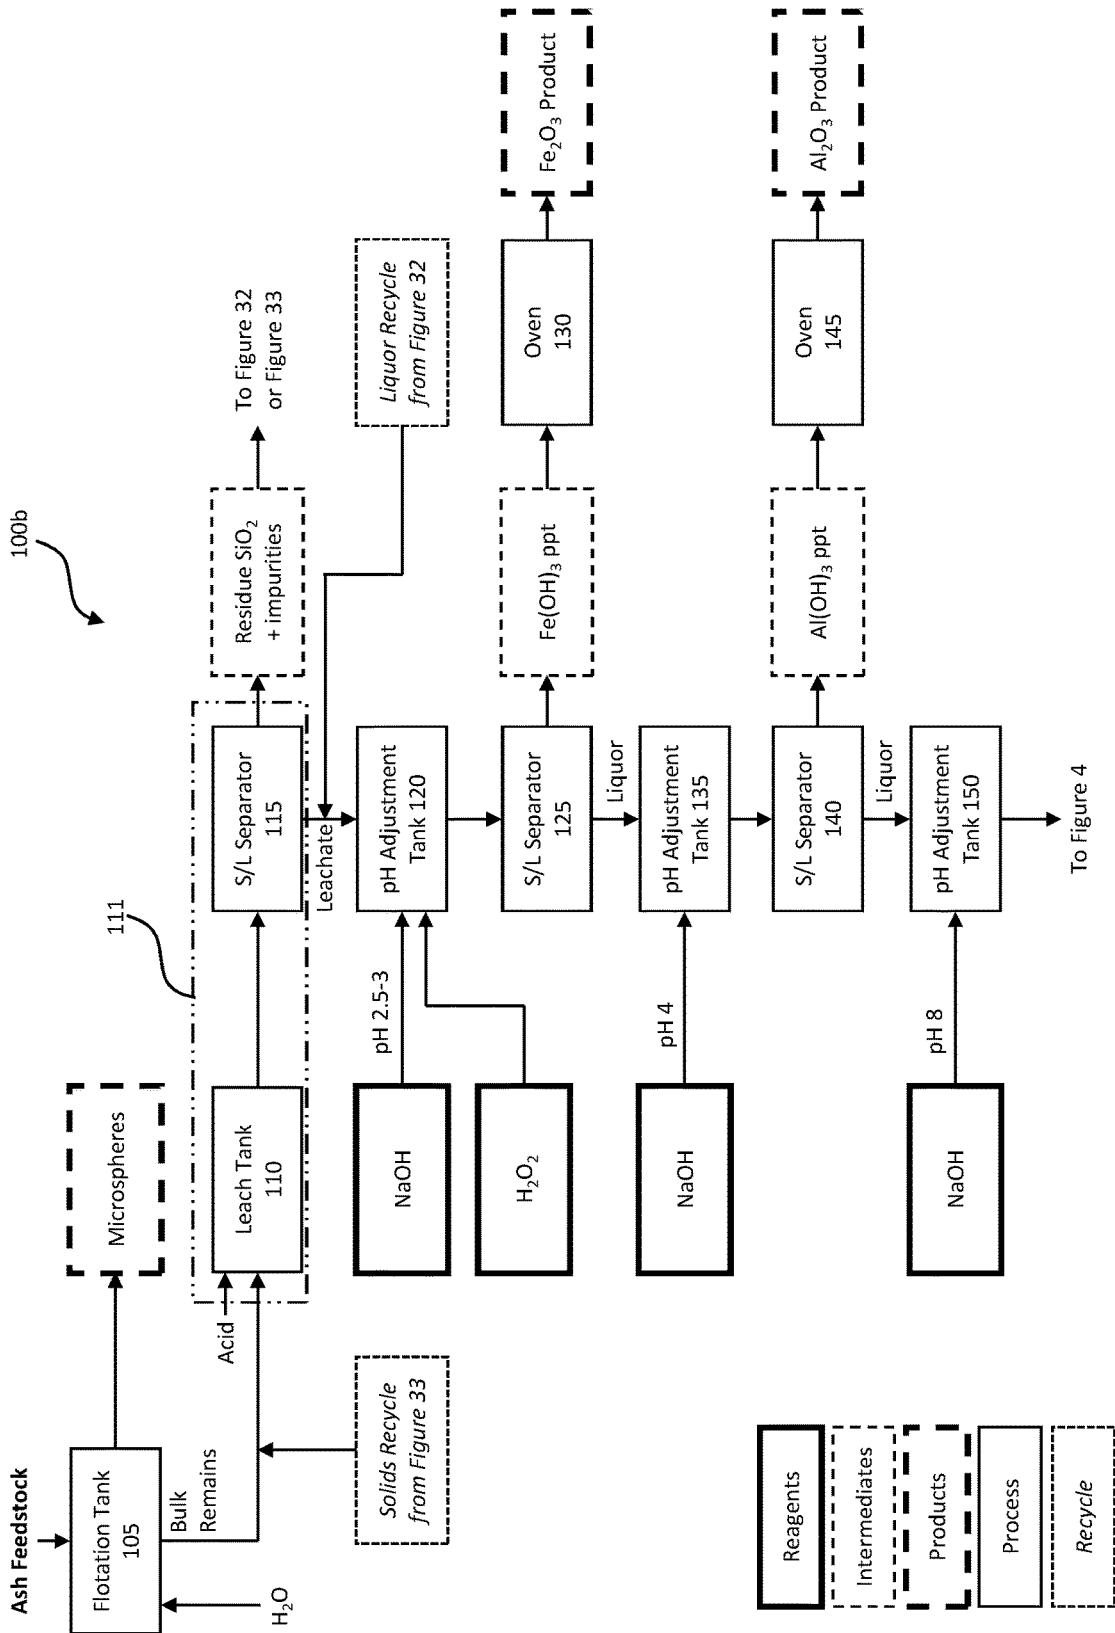 100b
Ash Feedstock
Flotation Tank
105
H₂O
Bulk
Remains
Microspheres
Solids Recycle
from Figure 33
Acid
111
Leach Tank
110
S/L Separator
115
Residue SiO₂
+ impurities
To Figure 32
or Figure 33
Leachate
Liquor Recycle
from Figure 32
NaOH
pH 2.5-3
H₂O₂
pH Adjustment
Tank 120
S/L Separator
125
Fe(OH)₃ ppt
Oven
130
Fe₂O₃ Product
Liquor
NaOH
pH 4
pH Adjustment
Tank 135
S/L Separator
140
Al(OH)₃ ppt
Oven
145
Al₂O₃ Product
Liquor
NaOH
pH 8
pH Adjustment
Tank 150
To Figure 4
Reagents
Intermediates
Products
Process
Recycle